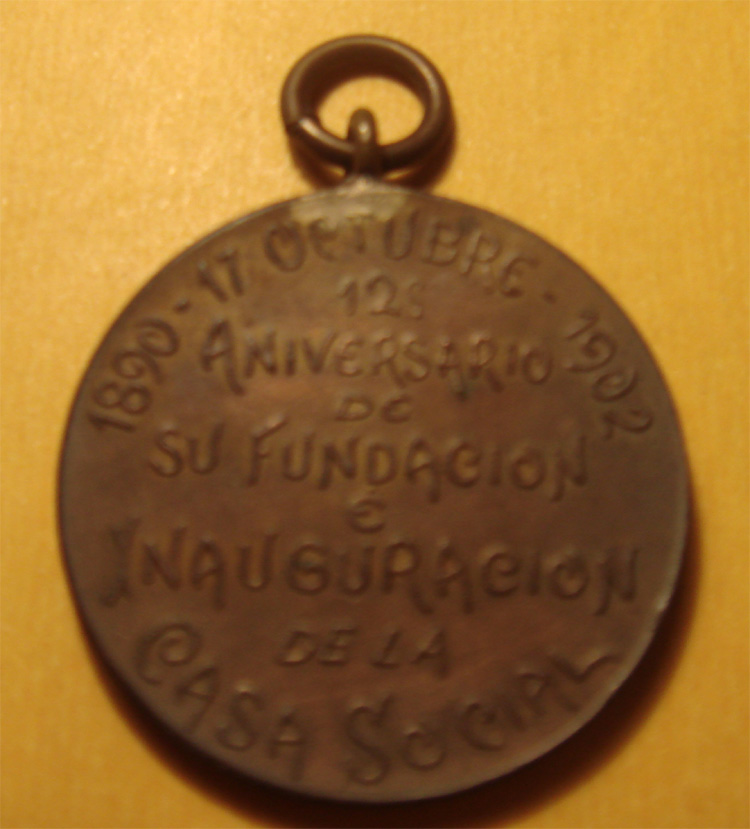 1890 - 17 OCTUBRE - 1902
12º
ANIVERSARIO
DE
SU FUNDACION
E
INAUGURACION
DE LA
CASA SOCIAL